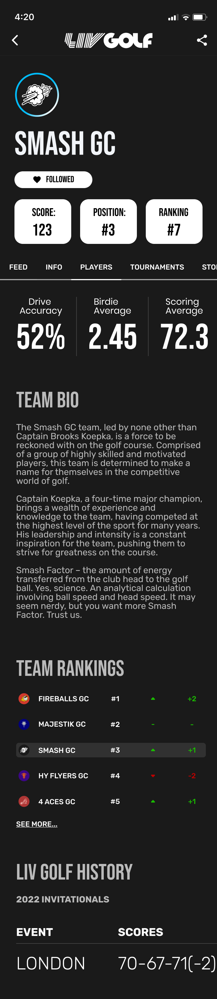 4:20
LIV GOLF
SMASH GC
FOLLOWED
SCORE:
123
POSITION:
#3
RANKING
#7
FEED INFO PLAYERS TOURNAMENTS STO
Drive
Accuracy
52%
Birdie
Average
2.45
Scoring
Average
72.3
TEAM BIO
The Smash GC team, led by none other than
Captain Brooks Koepka, is a force to be
reckoned with on the golf course. Comprised
of a group of highly skilled and motivated
players, this team is determined to make a
name for themselves in the competitive
world of golf.
Captain Koepka, a four-time major champion,
brings a wealth of experience and
knowledge to the team, having competed at
the highest level of the sport for many years.
His leadership and intensity is a constant
inspiration for the team, pushing them to
strive for greatness on the course.
Smash Factor – the amount of energy
transferred from the club head to the golf
ball. Yes, science. An analytical calculation
involving ball speed and head speed. It may
seem nerdy, but you want more Smash
Factor. Trust us.
TEAM RANKINGS
FIREBALLS GC #1 +2
MAJESTIK GC #2 - -
SMASH GC #3 +1
HY FLYERS GC #4 -2
4 ACES GC #5 +1
SEE MORE...
LIV GOLF HISTORY
2022 INVITATIONALS
EVENT SCORES
LONDON 70-67-71(-2)